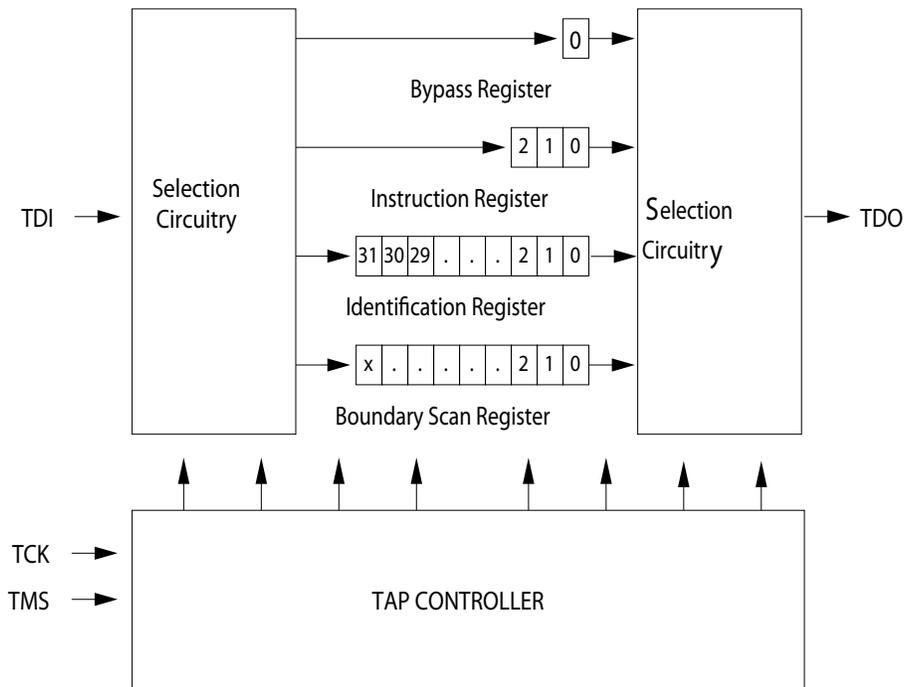 0
Bypass Register
2 1 0
Instruction Register
Selection
Circuitry
TDI
Selection
Circuitry
TDO
31 30 29 . . . 2 1 0
Identification Register
x . . . . . 2 1 0
Boundary Scan Register
TCK
TMS
TAP CONTROLLER